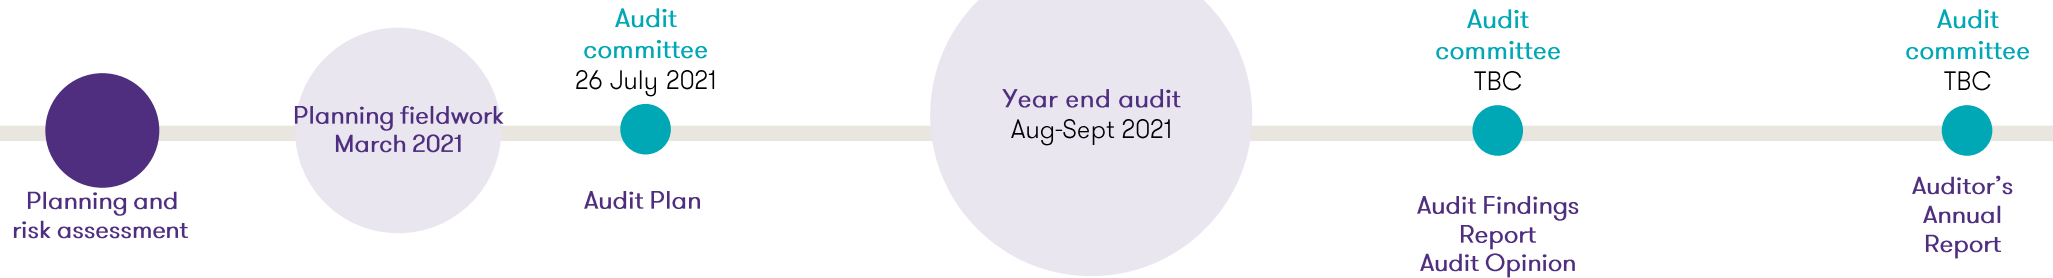 Planning and
risk assessment
Planning fieldwork
March 2021
Audit
committee
26 July 2021
Audit Plan
Year end audit
Aug-Sept 2021
Audit
committee
TBC
Audit Findings
Report
Audit Opinion
Audit
committee
TBC
Auditor’s
Annual
Report